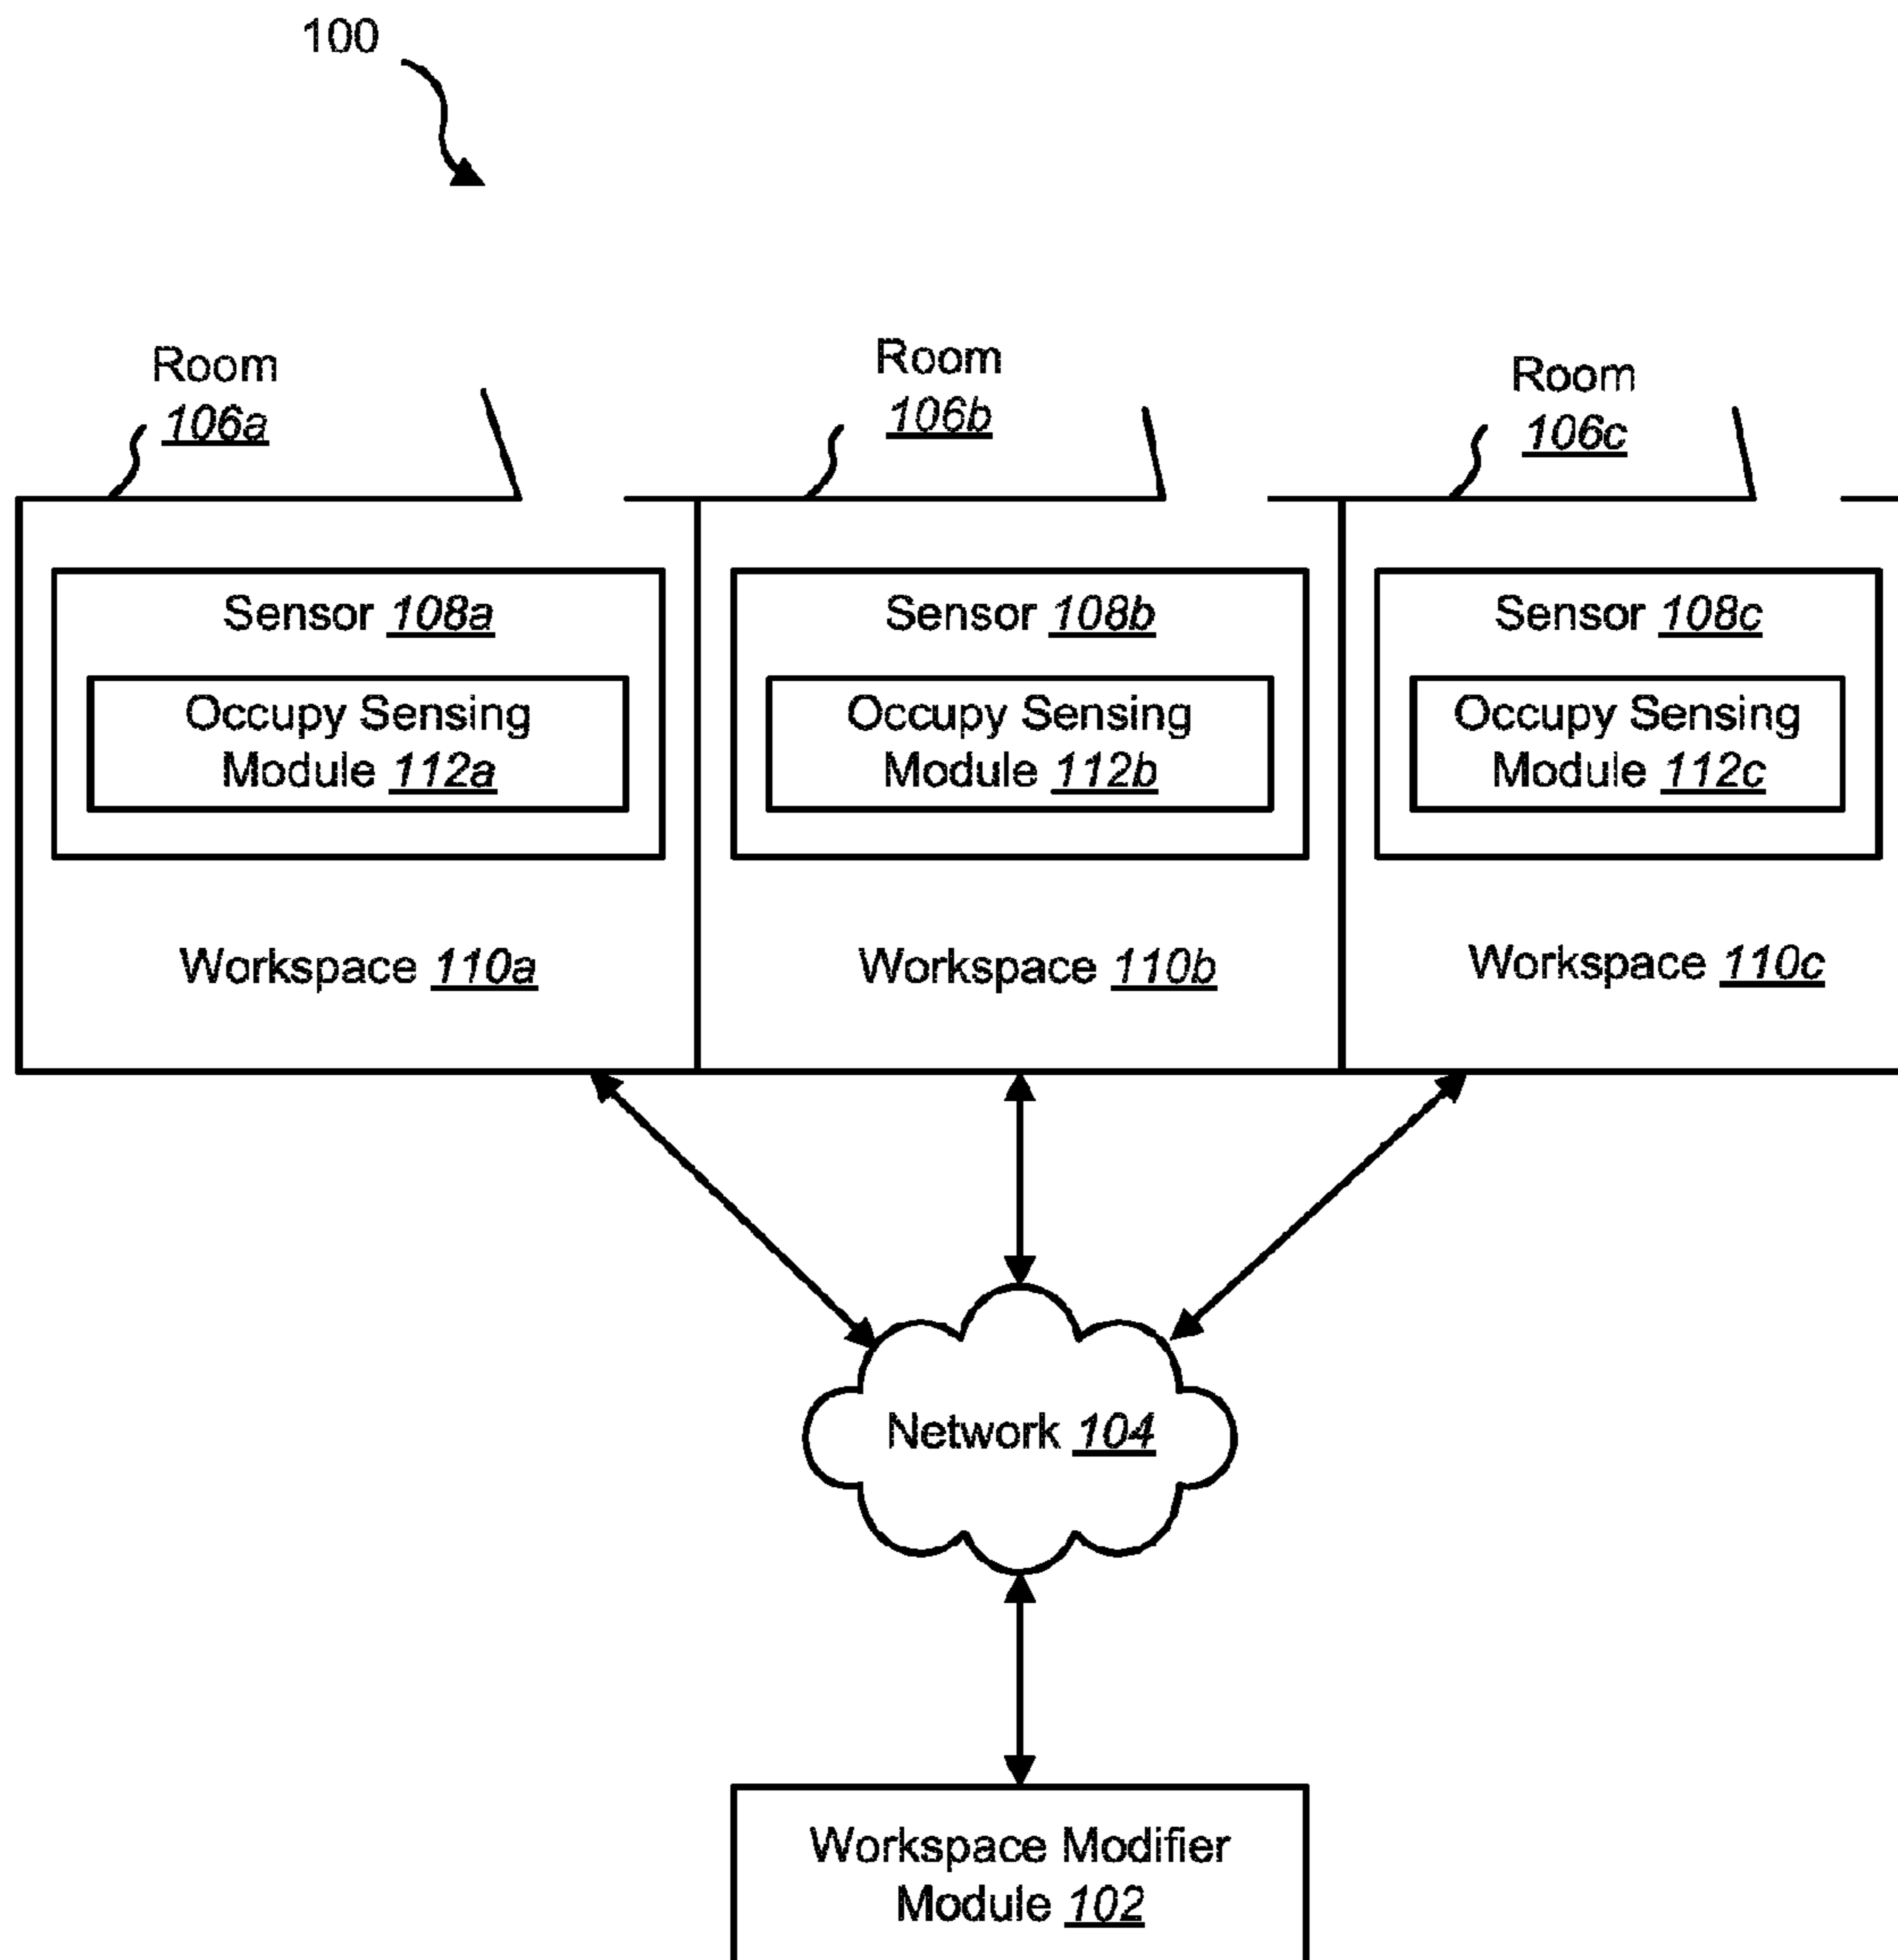 100
Room
106a
Room
106b
Room
106c
Sensor 108a
Occupy Sensing
Module 112a
Workspace 110a
Sensor 108b
Occupy Sensing
Module 112b
Workspace 110b
Sensor 108c
Occupy Sensing
Module 112c
Workspace 110c
Network 104
Workspace Modifier
Module 102